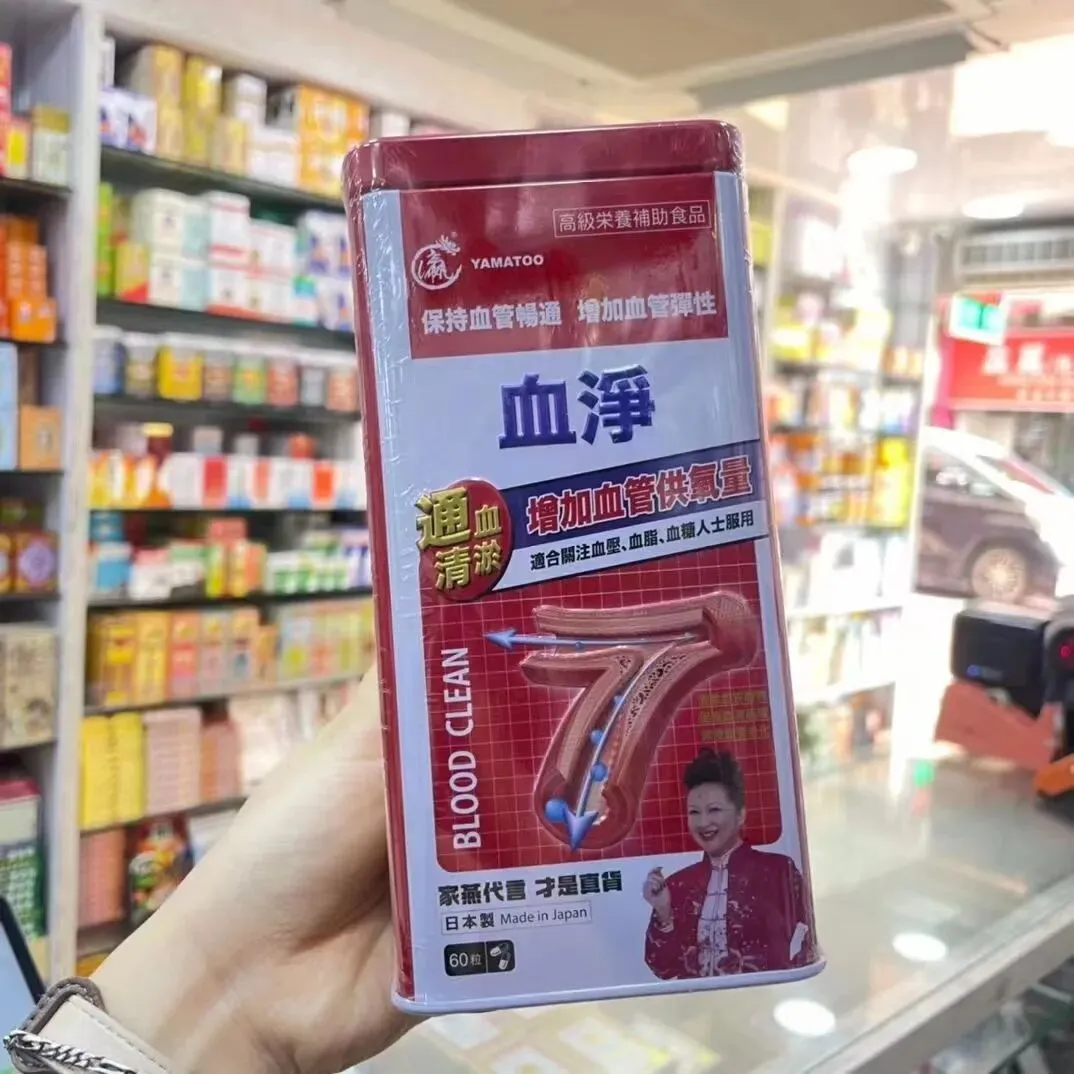 高級栄養補助食品
YAMATOO
保持血管暢通 增加血管彈性
血淨
通血
清淤
增加血管供氧量
適合關注血壓、血脂、血糖人士服用
BLOOD CLEAN
7
家燕代言 才是真貨
日本製 Made in Japan
60粒